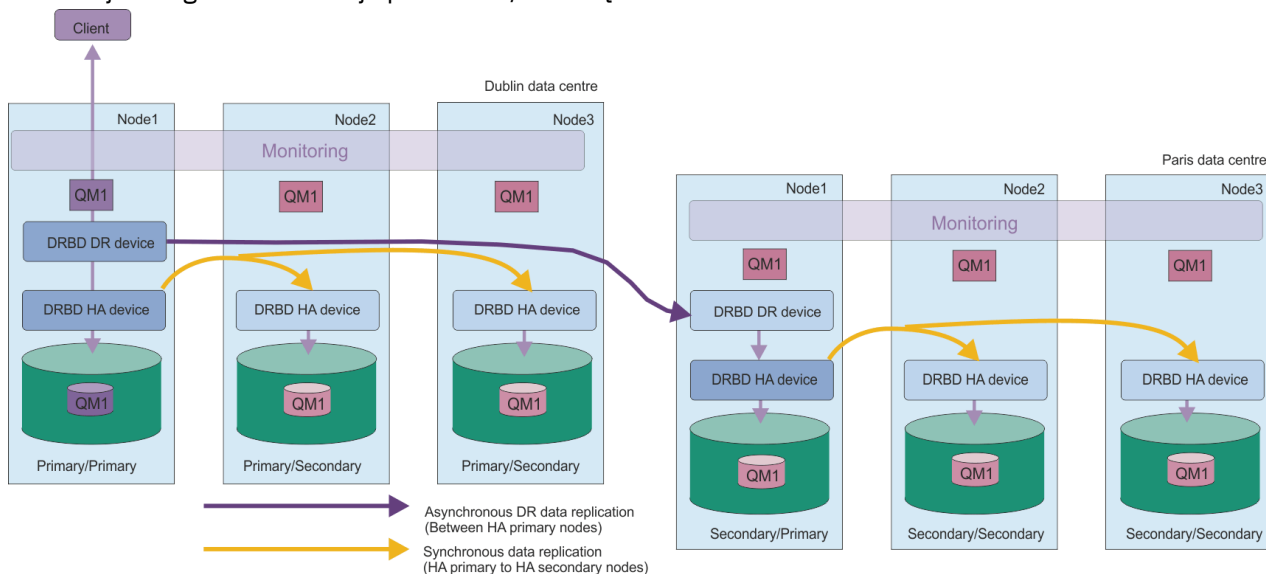 Client
Dublin data centre
Node1
Node2
Node3
Monitoring
QM1
QM1
QM1
DRBD DR device
DRBD HA device
DRBD HA device
DRBD HA device
QM1
QM1
QM1
Primary/Primary
Primary/Secondary
Primary/Secondary
Paris data centre
Node1
Node2
Node3
Monitoring
QM1
QM1
QM1
DRBD DR device
DRBD HA device
DRBD HA device
DRBD HA device
QM1
QM1
QM1
Secondary/Primary
Secondary/Secondary
Secondary/Secondary
Asynchronous DR data replication
(Between HA primary nodes)
Synchronous data replication
(HA primary to HA secondary nodes)